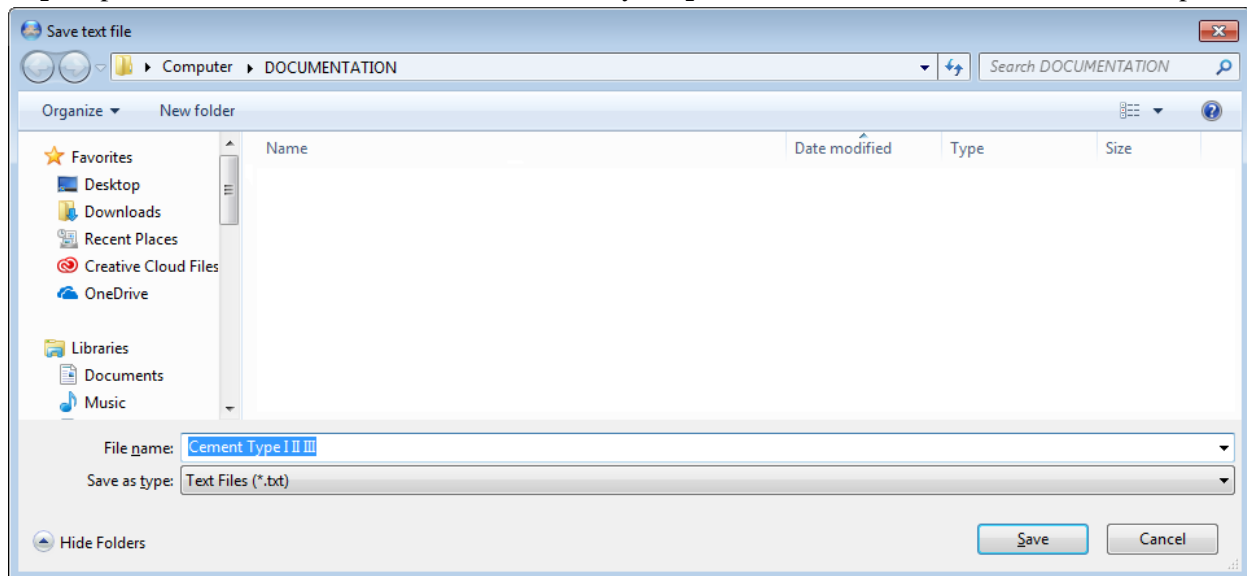 Save text file
Computer DOCUMENTATION
Search DOCUMENTATION
Organize New folder
Name Date modified Type Size
Favorites
Desktop
Downloads
Recent Places
Creative Cloud Files
OneDrive
Libraries
Documents
Music
File name: Cement Type I II III
Save as type: Text Files (*.txt)
Hide Folders Save Cancel